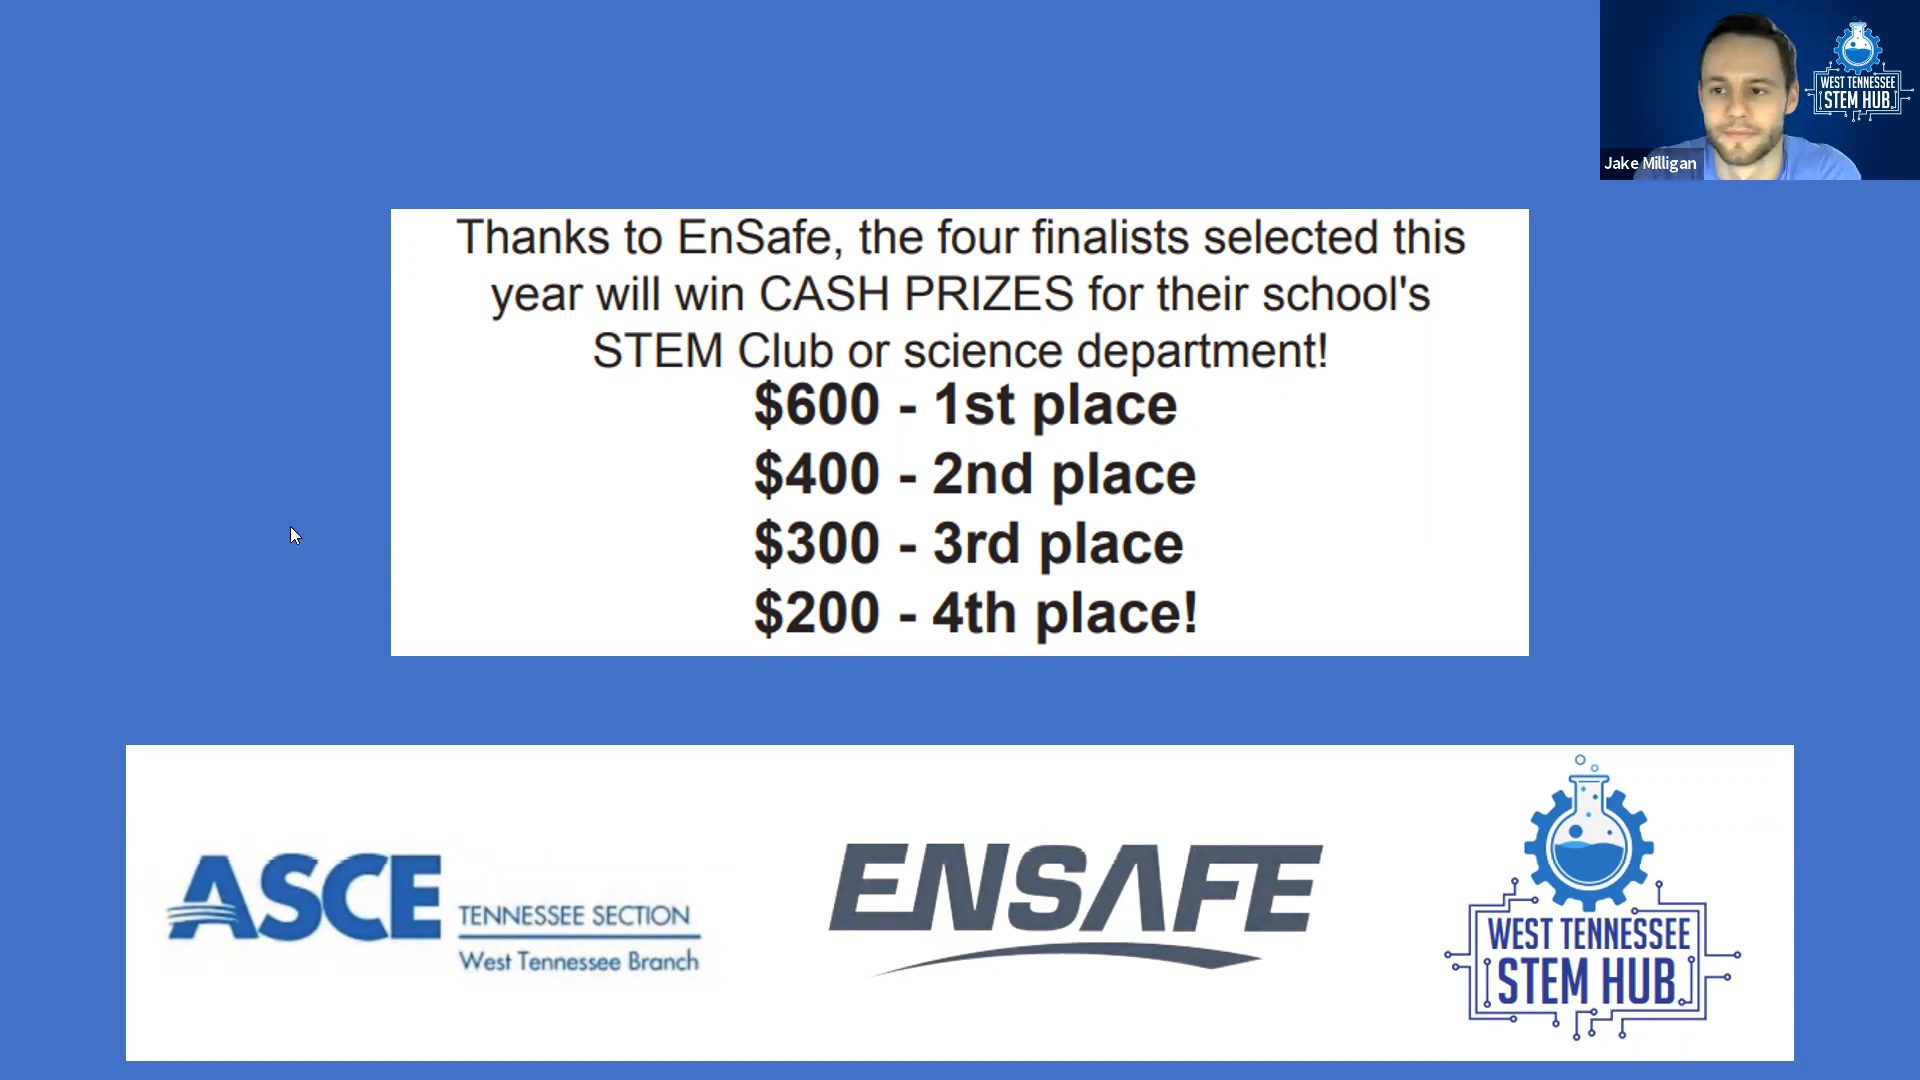 WEST TENNESSEE
STEM HUB
Jake Milligan
Thanks to EnSafe, the four finalists selected this
year will win CASH PRIZES for their school's
STEM Club or science department!
$600 - 1st place
$400 - 2nd place
$300 - 3rd place
$200 - 4th place!
ASCE
TENNESSEE SECTION
West Tennessee Branch
ENSAFE
WEST TENNESSEE
STEM HUB